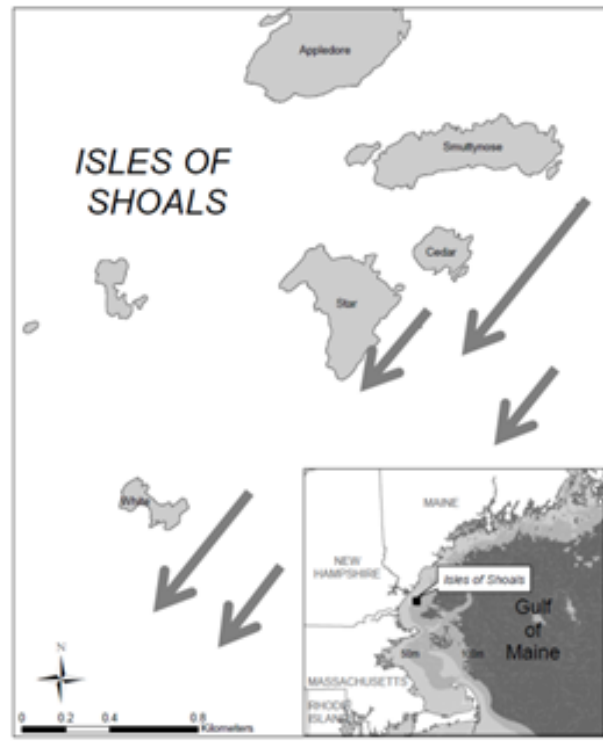 Appledore
Smuttynose
ISLES OF
SHOALS
Cedar
Star
White
MAINE
NEW
HAMPSHIRE
Isles of Shoals
Gulf
of
Maine
50m
MASSACHUSETTS
RHODE
ISLAND
N
0 0.2 0.4 0.8
Kilometers